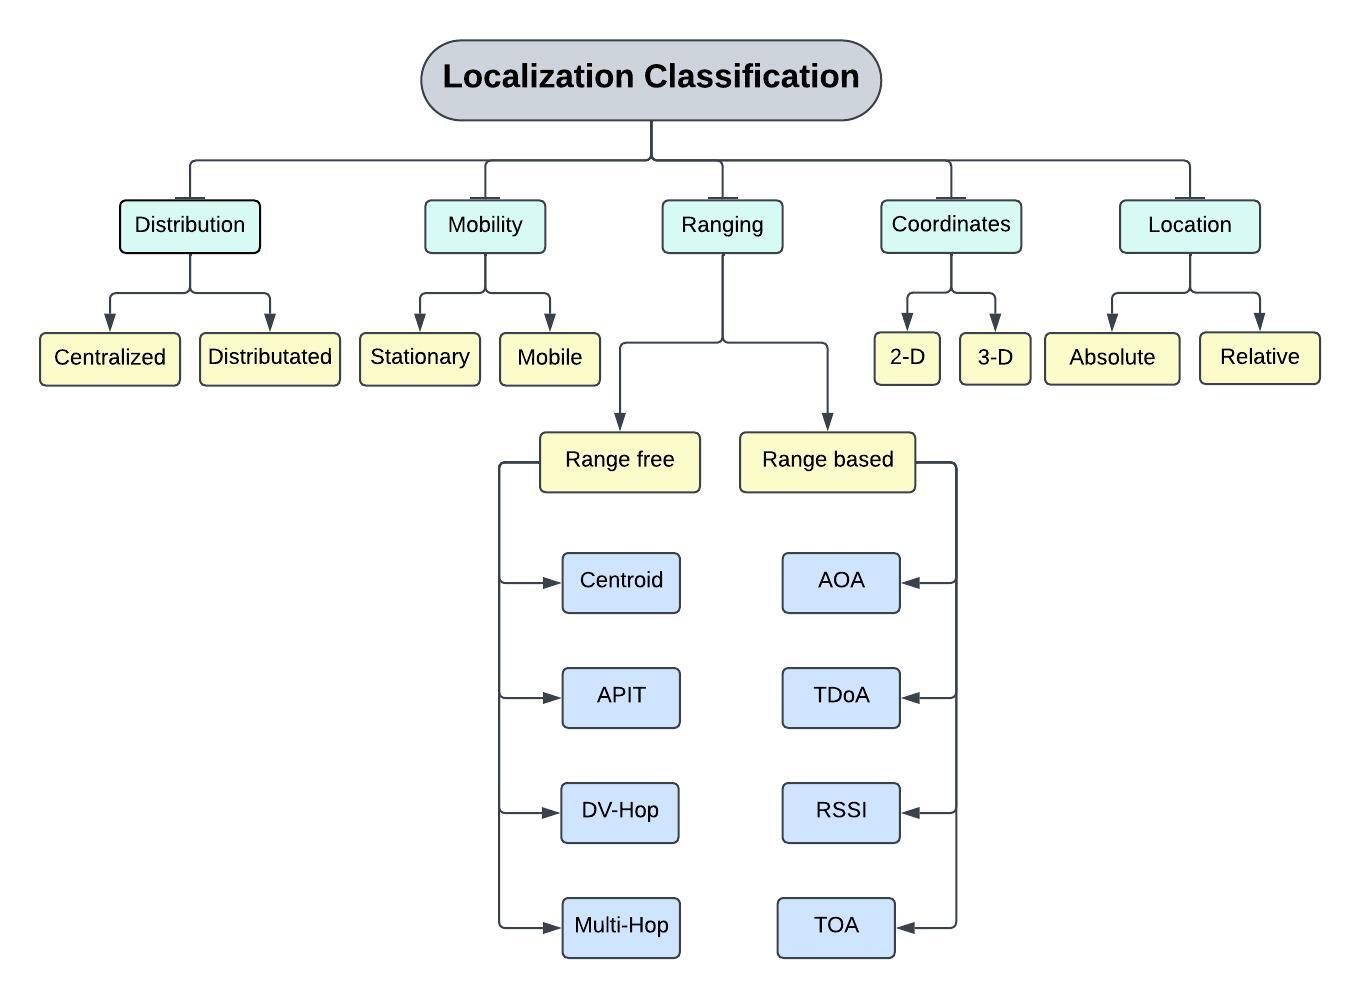 Localization Classification
Distribution
Mobility
Ranging
Coordinates
Location
Centralized
Distributated
Stationary
Mobile
2-D
3-D
Absolute
Relative
Range free
Range based
Centroid
AOA
APIT
TDoA
DV-Hop
RSSI
Multi-Hop
TOA